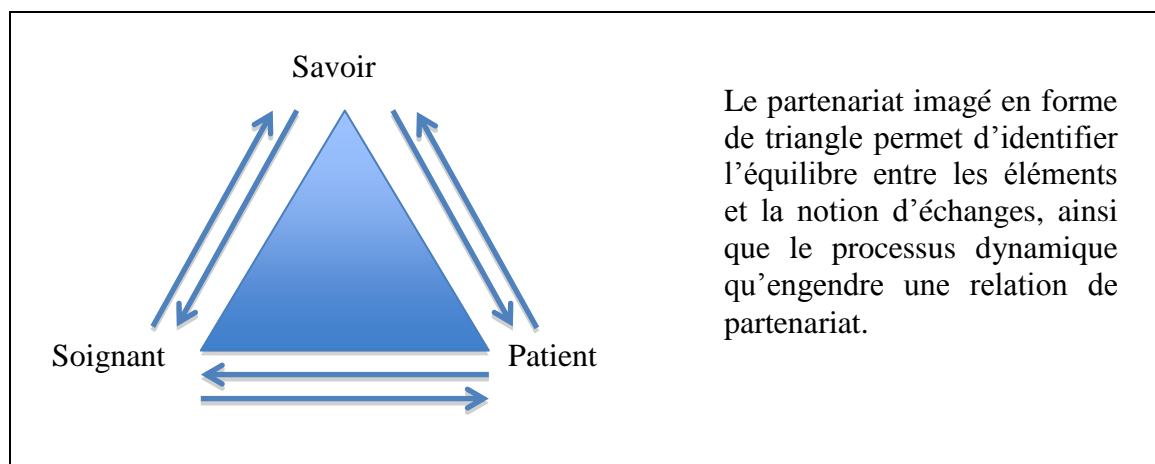 Savoir
Soignant
Patient
Le partenariat imagé en forme
de triangle permet d’identifier
l’équilibre entre les éléments
et la notion d’échanges, ainsi
que le processus dynamique
qu’engendre une relation de
partenariat.